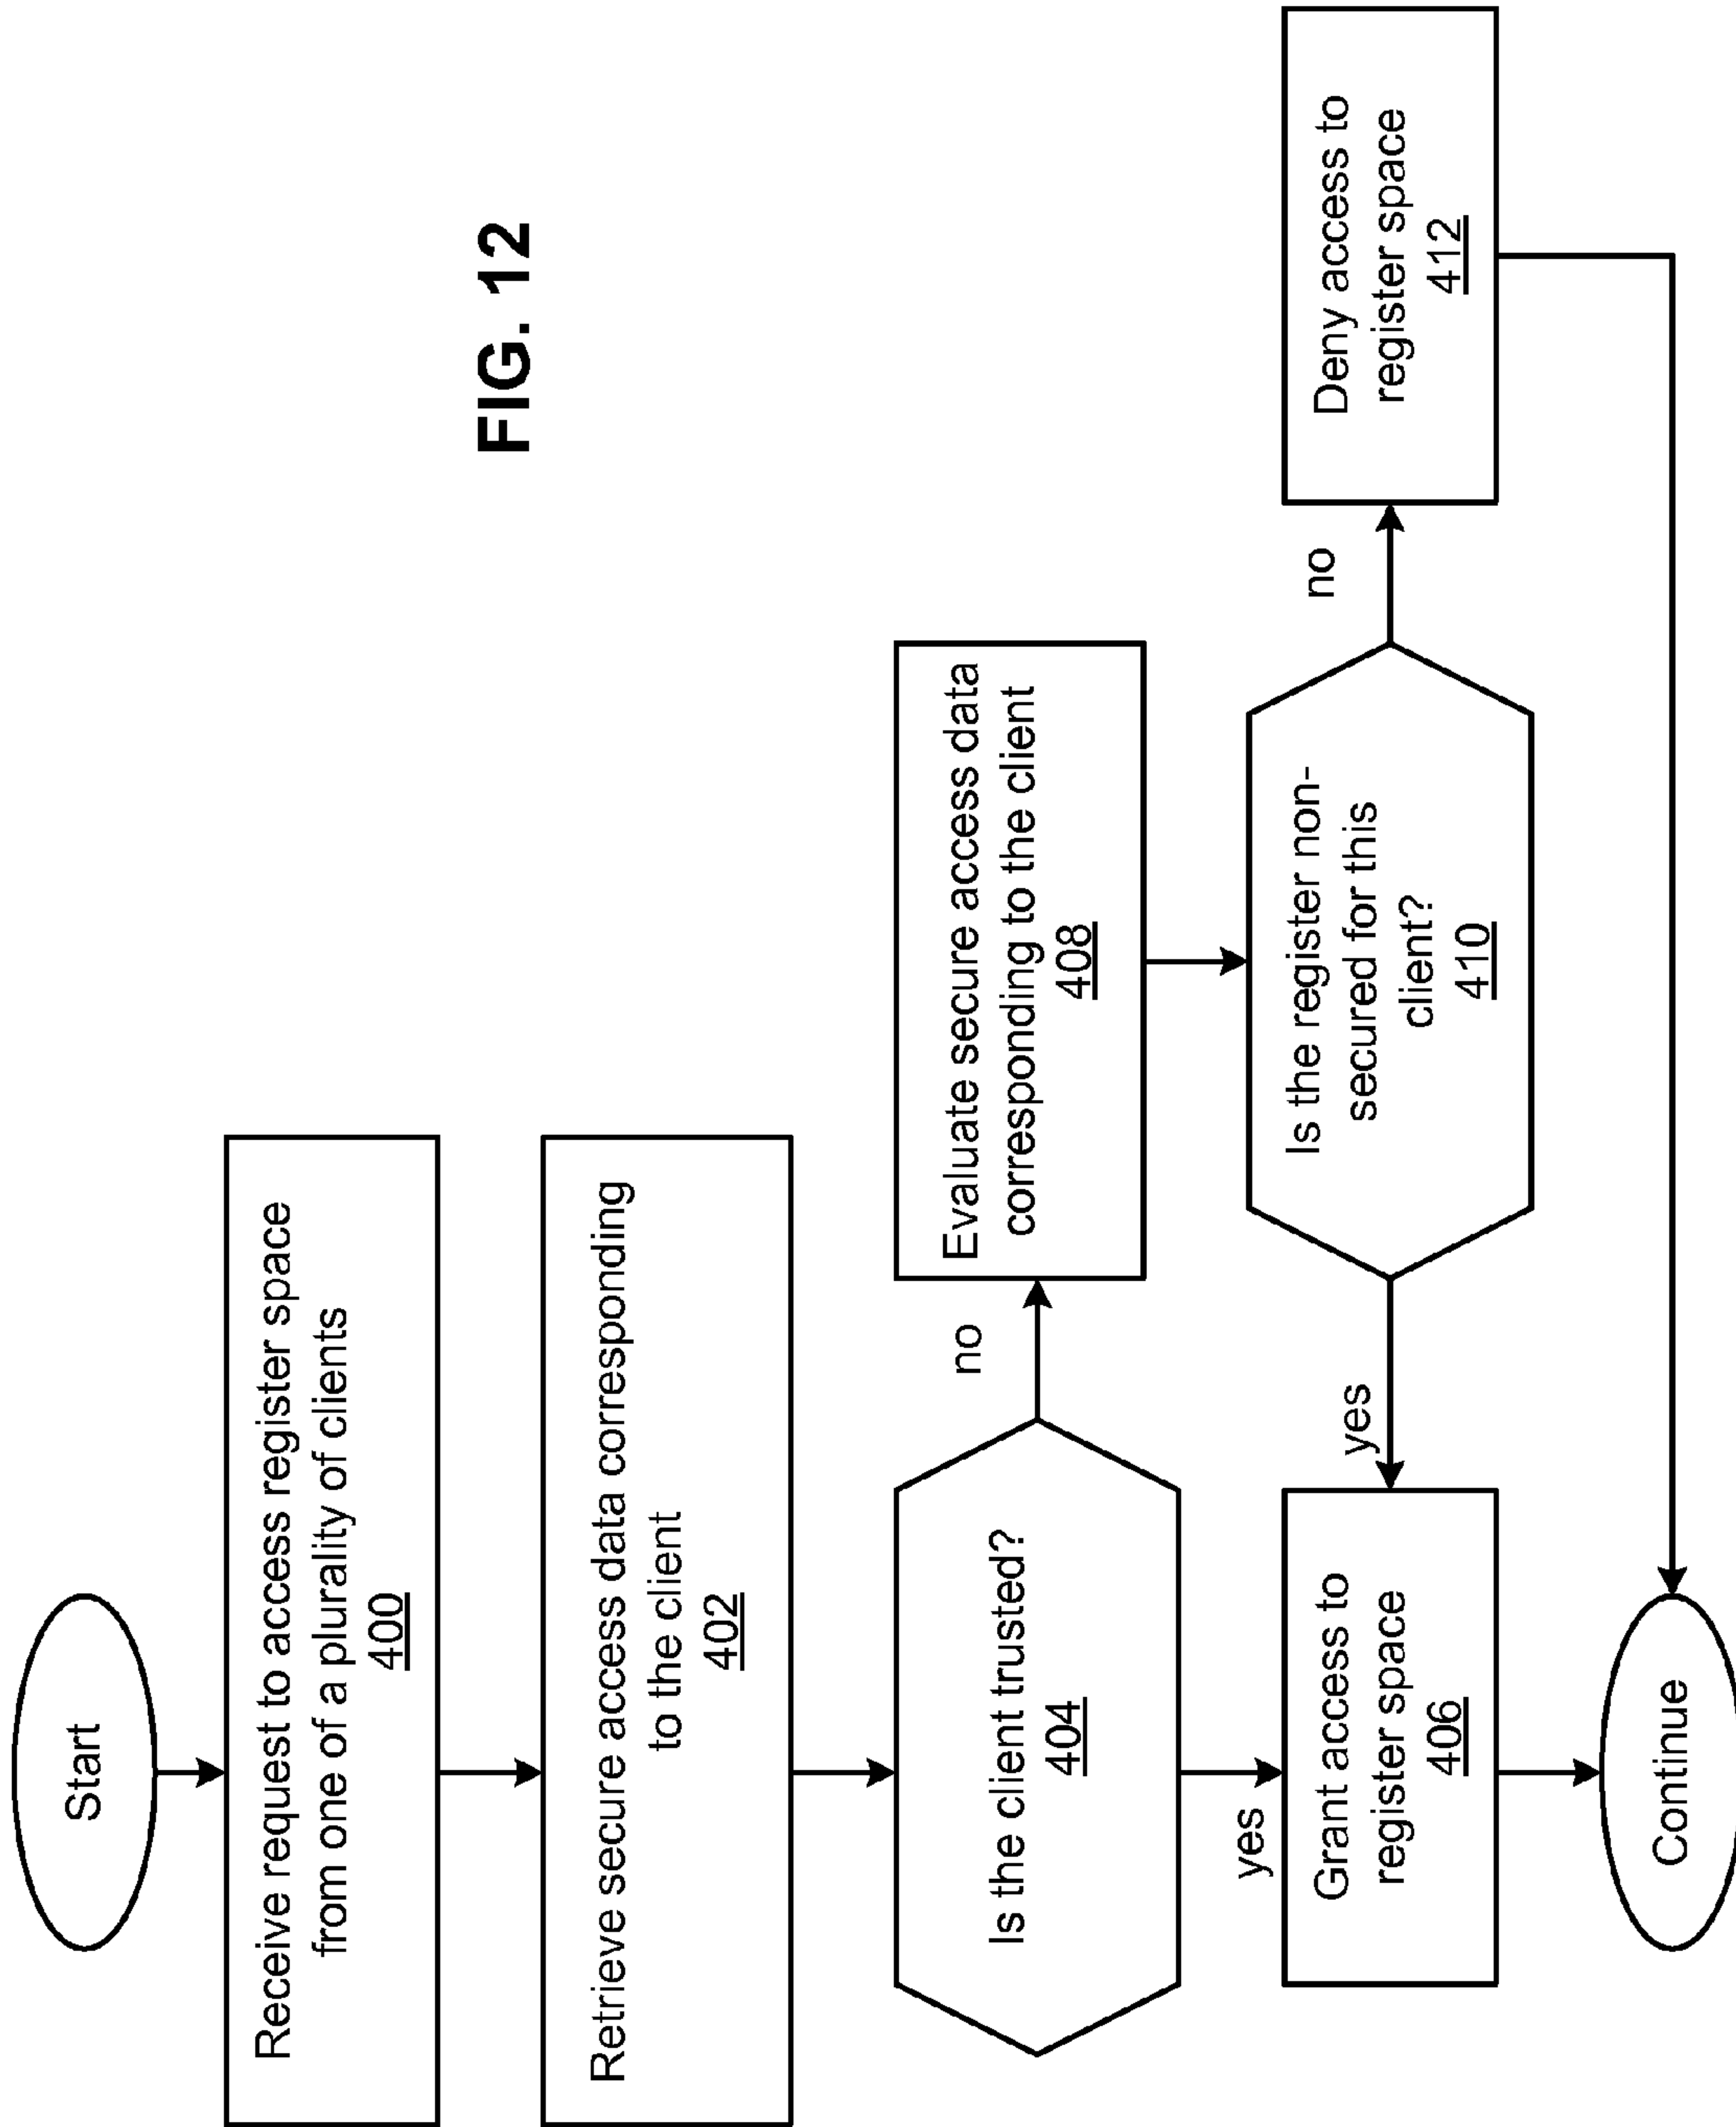 FIG. 12
Start
Receive request to access register space
from one of a plurality of clients
400
Retrieve secure access data corresponding
to the client
402
Is the client trusted?
404
no
yes
Evaluate secure access data
corresponding to the client
408
Is the register non-
secured for this
client?
410
yes
no
Grant access to
register space
406
Deny access to
register space
412
Continue